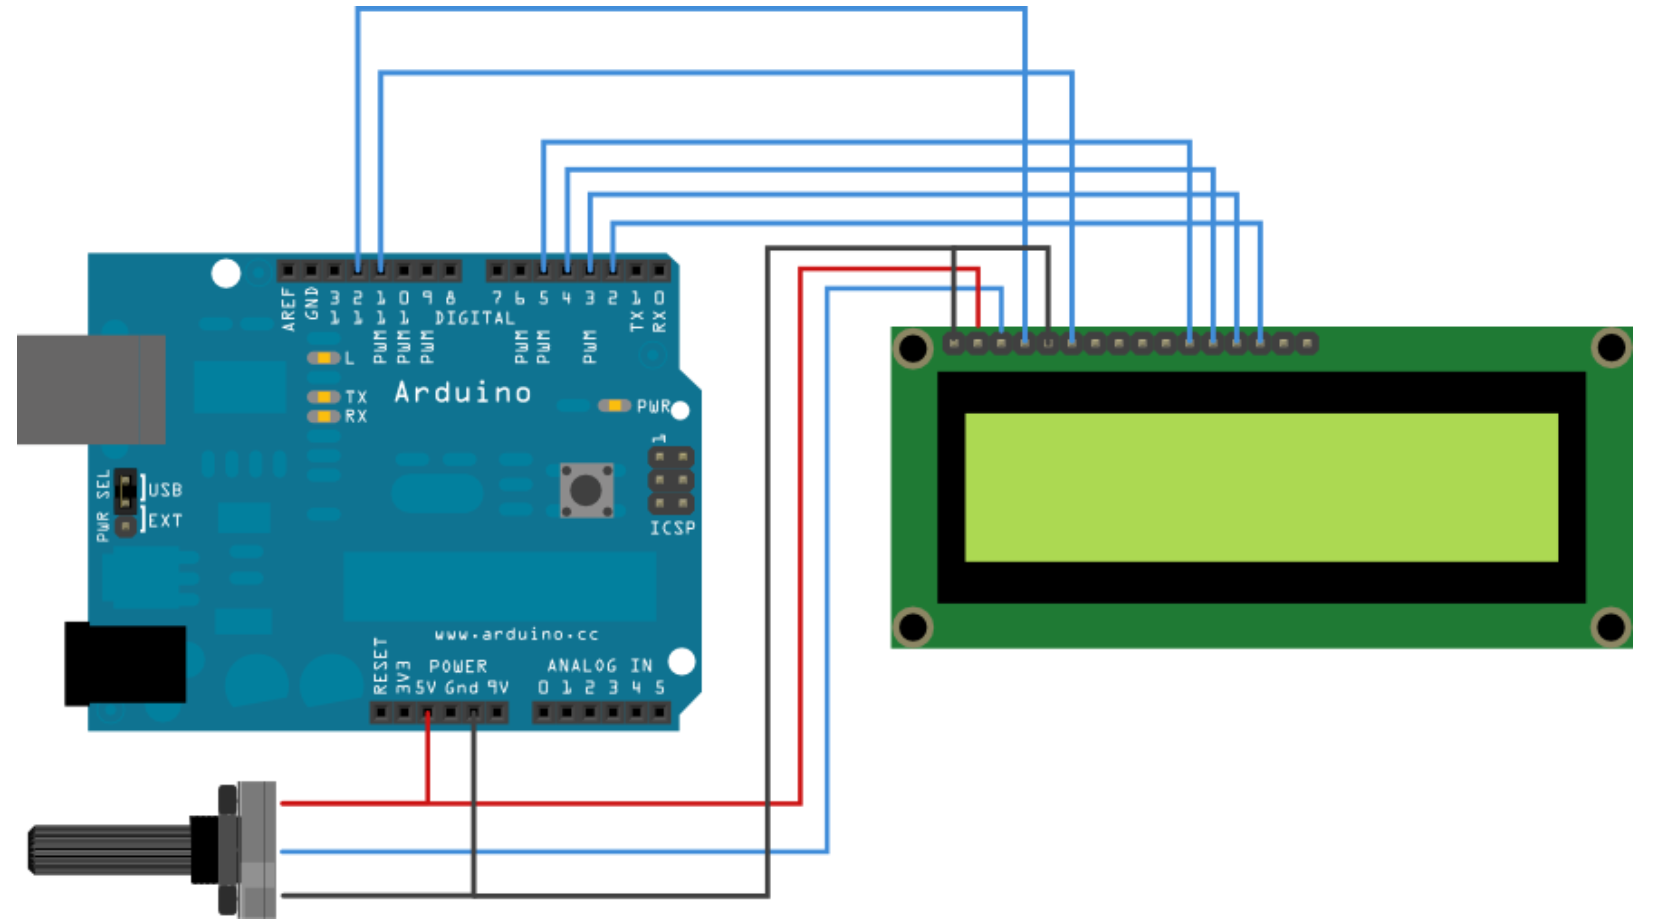 AREF
GND
13
12
11
10
9
8
7
6
5
4
3
2
1
0
DIGITAL
TX
RX
PWM
PWM
PWM
PWM
PWM
PWM
L
TX
RX
Arduino
PWR
1
ICSP
PWR SEL
USB
EXT
www.arduino.cc
RESET
3V3
POWER
ANALOG IN
5V Gnd 9V
0 1 2 3 4 5